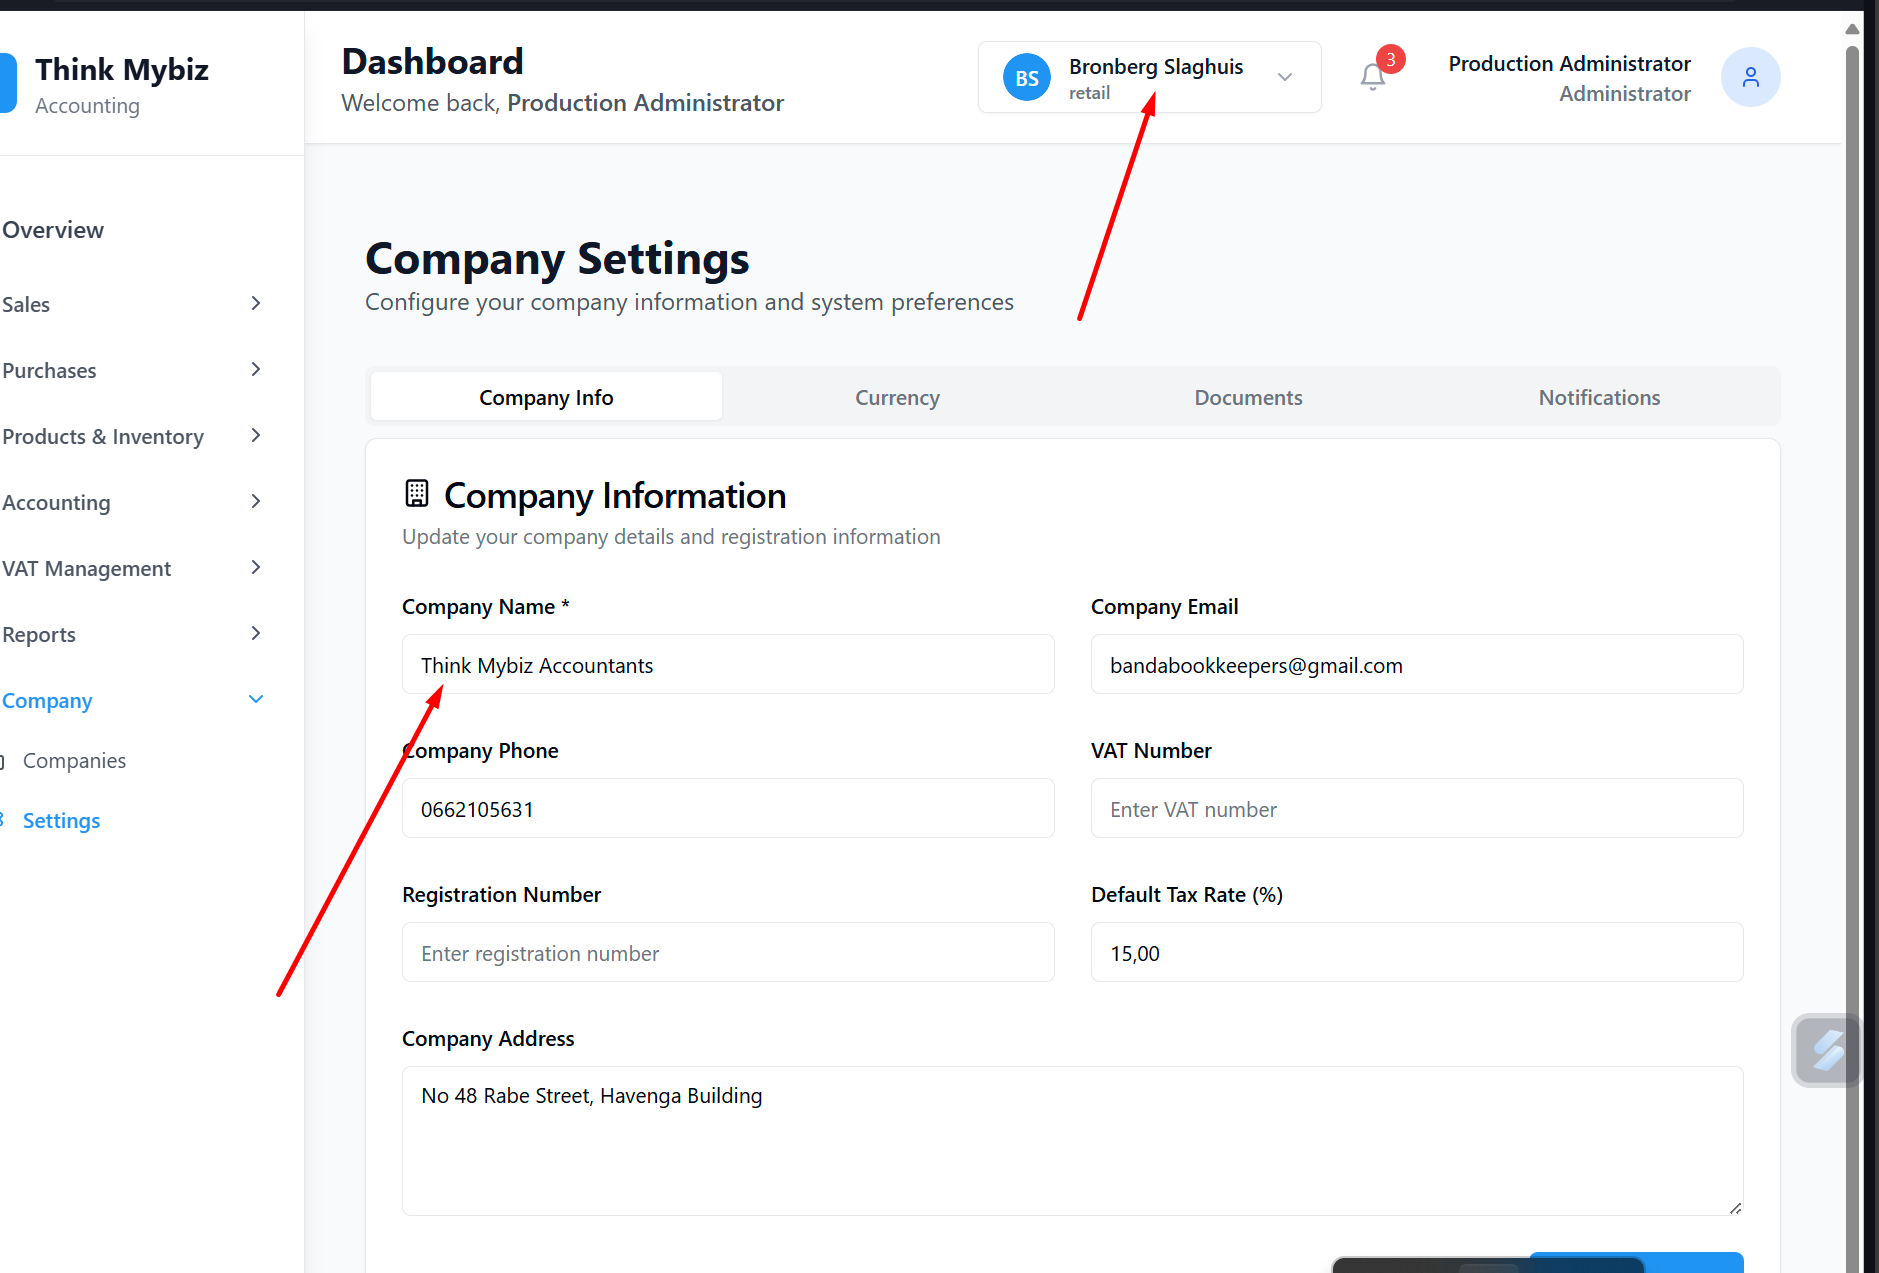 Think Mybiz
Accounting
Dashboard
Welcome back, Production Administrator
BS
Bronberg Slaghuis
retail
3
Production Administrator
Administrator
Overview
Sales
Purchases
Products & Inventory
Accounting
VAT Management
Reports
Company
Companies
Settings
Company Settings
Configure your company information and system preferences
Company Info
Currency
Documents
Notifications
Company Information
Update your company details and registration information
Company Name *
Think Mybiz Accountants
Company Email
bandabookkeepers@gmail.com
Company Phone
0662105631
VAT Number
Enter VAT number
Registration Number
Enter registration number
Default Tax Rate (%)
15,00
Company Address
No 48 Rabe Street, Havenga Building